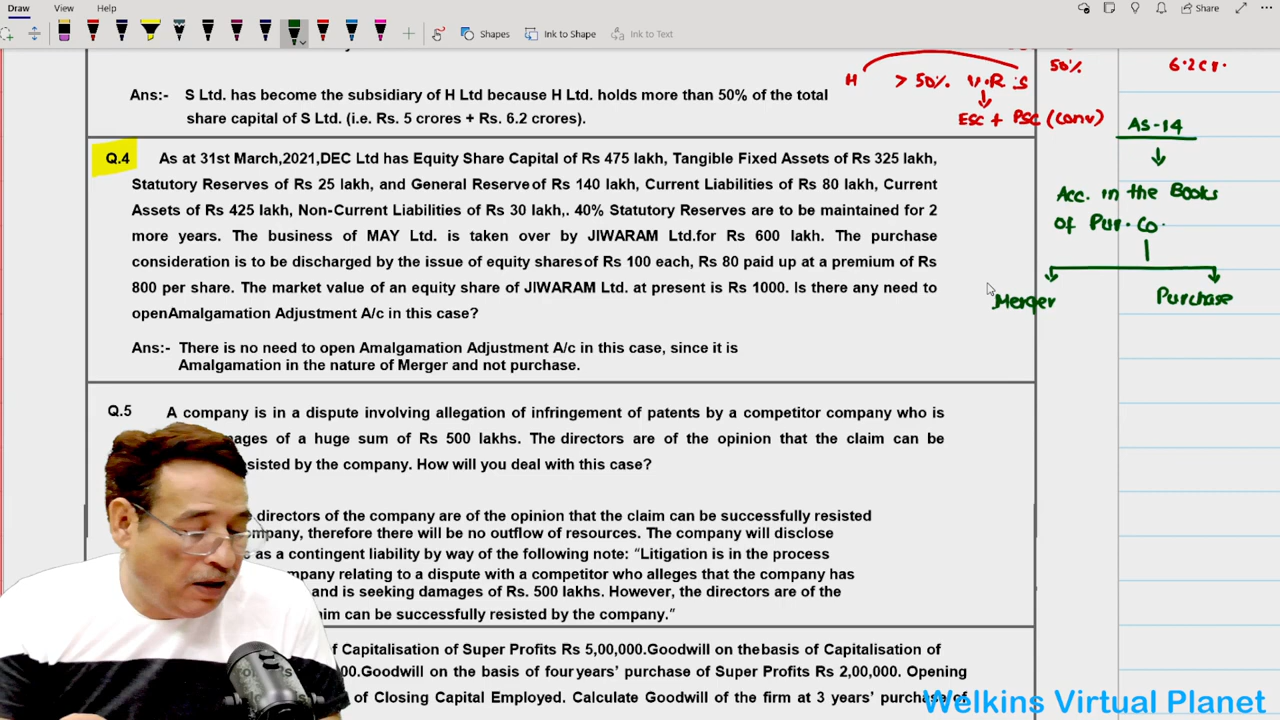 Draw View Help Share
Shapes Ink to Shape Ink to Text
50% 6.2 cr.
H > 50% V.R is
Ans:- S Ltd. has become the subsidiary of H Ltd because H Ltd. holds more than 50% of the total
share capital of S Ltd. (i.e. Rs. 5 crores + Rs. 6.2 crores).
ESC + PSC (conv)
AS-14
Acc. in the Books
of Pur. Co.
Merger Purchase
Q.4 As at 31st March,2021,DEC Ltd has Equity Share Capital of Rs 475 lakh, Tangible Fixed Assets of Rs 325 lakh,
Statutory Reserves of Rs 25 lakh, and General Reserve of Rs 140 lakh, Current Liabilities of Rs 80 lakh, Current
Assets of Rs 425 lakh, Non-Current Liabilities of Rs 30 lakh,. 40% Statutory Reserves are to be maintained for 2
more years. The business of MAY Ltd. is taken over by JIWARAM Ltd.for Rs 600 lakh. The purchase
consideration is to be discharged by the issue of equity shares of Rs 100 each, Rs 80 paid up at a premium of Rs
800 per share. The market value of an equity share of JIWARAM Ltd. at present is Rs 1000. Is there any need to
openAmalgamation Adjustment A/c in this case?
Ans:- There is no need to open Amalgamation Adjustment A/c in this case, since it is
Amalgamation in the nature of Merger and not purchase.
Q.5 A company is in a dispute involving allegation of infringement of patents by a competitor company who is
mages of a huge sum of Rs 500 lakhs. The directors are of the opinion that the claim can be
sisted by the company. How will you deal with this case?
directors of the company are of the opinion that the claim can be successfully resisted
mpany, therefore there will be no outflow of resources. The company will disclose
s as a contingent liability by way of the following note: “Litigation is in the process
mpany relating to a dispute with a competitor who alleges that the company has
and is seeking damages of Rs. 500 lakhs. However, the directors are of the
im can be successfully resisted by the company.”
f Capitalisation of Super Profits Rs 5,00,000.Goodwill on the basis of Capitalisation of
00.Goodwill on the basis of four years’ purchase of Super Profits Rs 2,00,000. Opening
of Closing Capital Employed. Calculate Goodwill of the firm at 3 years’ purchase of
Welkins Virtual Planet